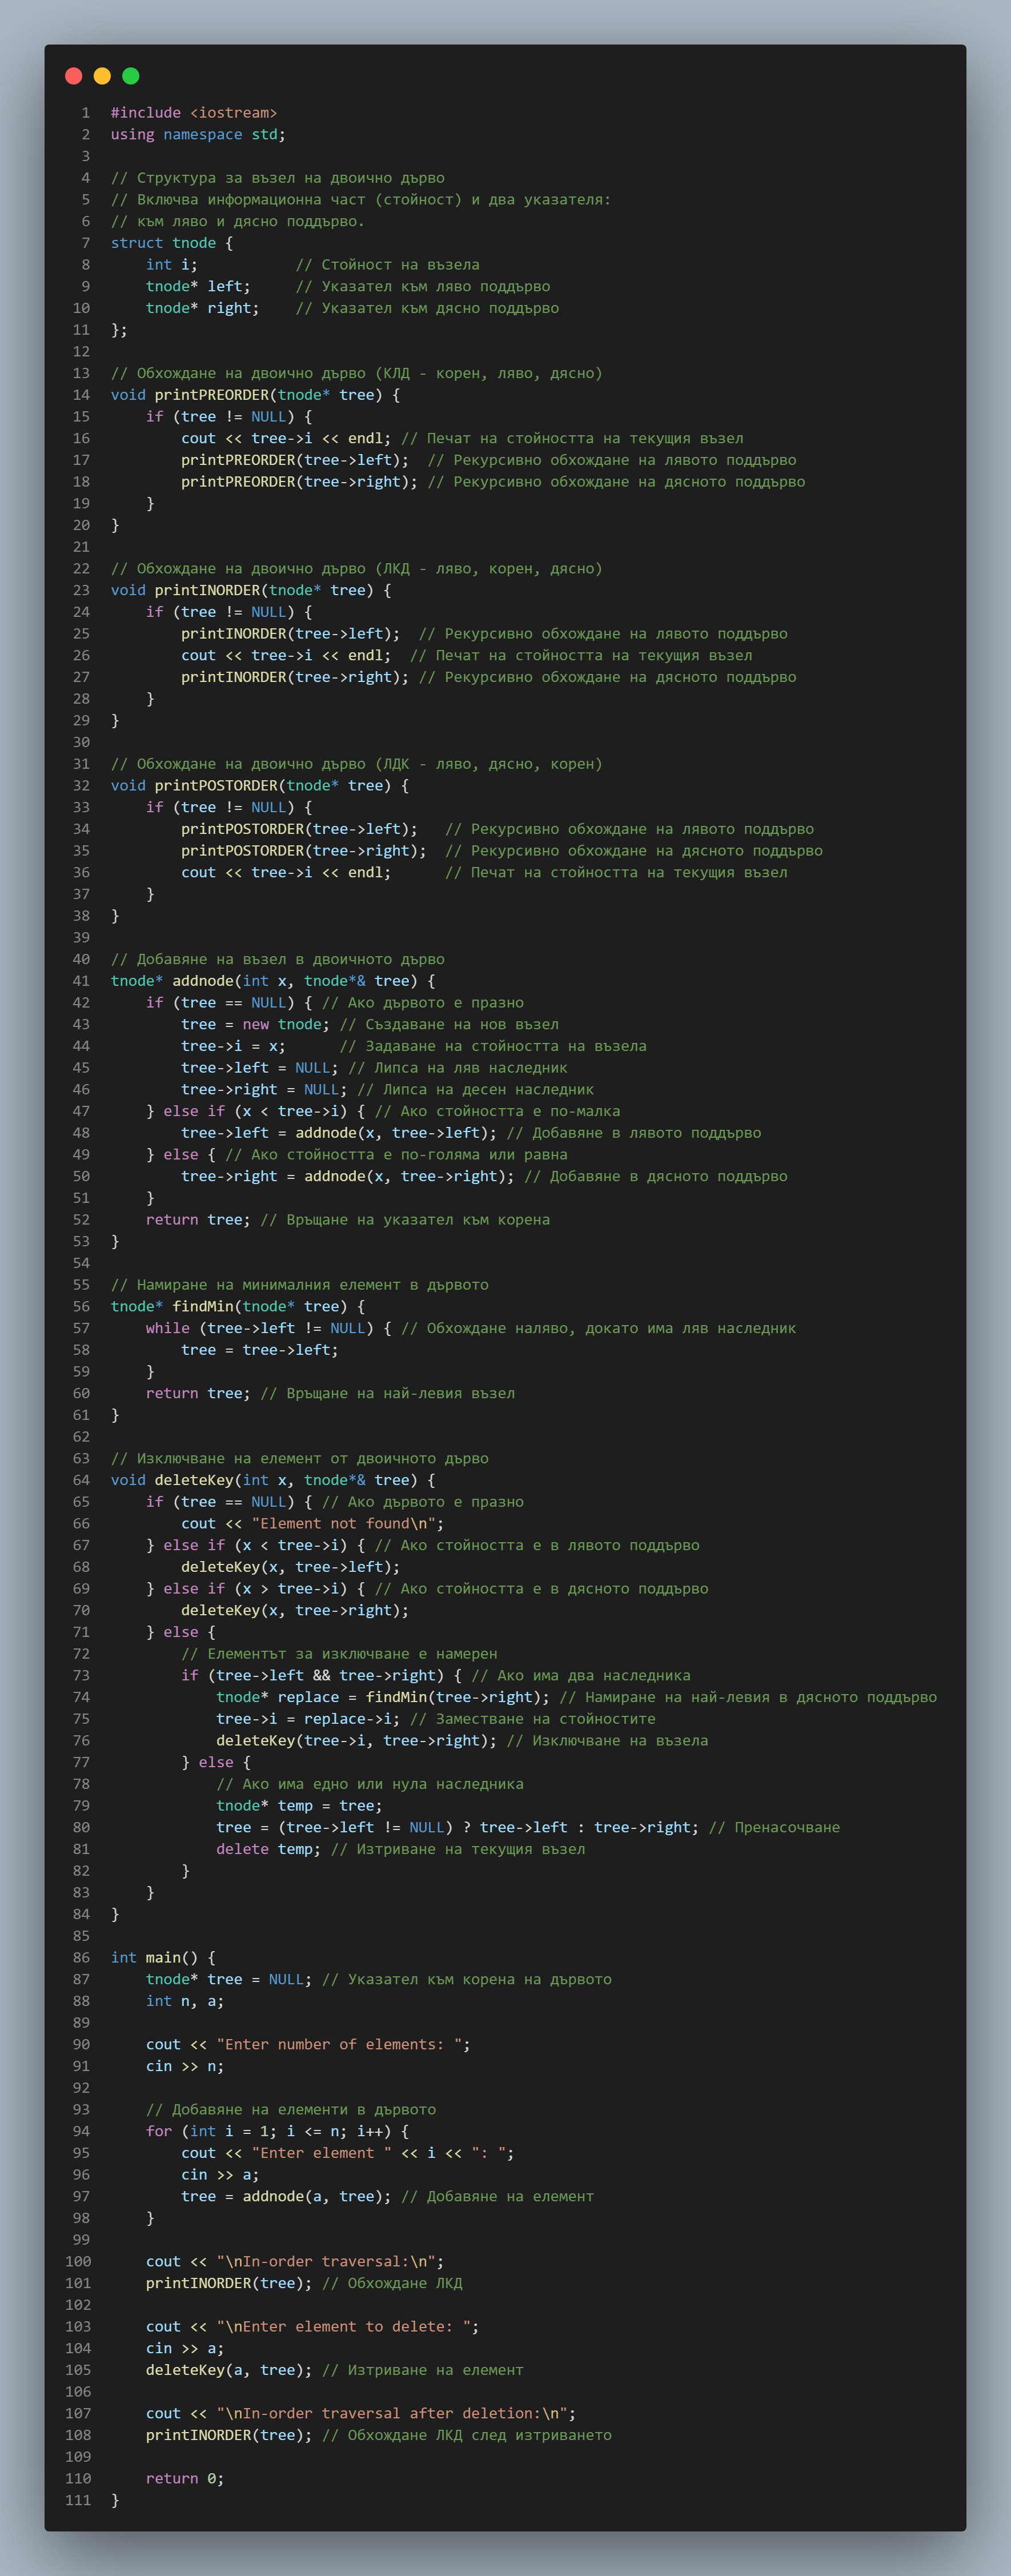 1 #include <iostream>
2 using namespace std;
3
4 // Структура за възел на двоично дърво
5 // Включва информационна част (стойност) и два указателя:
6 // към ляво и дясно поддърво.
7 struct tnode {
8     int i;           // Стойност на възела
9     tnode* left;     // Указател към ляво поддърво
10     tnode* right;    // Указател към дясно поддърво
11 };
12
13 // Обхождане на двоично дърво (КЛД - корен, ляво, дясно)
14 void printPREORDER(tnode* tree) {
15     if (tree != NULL) {
16         cout << tree->i << endl; // Печат на стойността на текущия възел
17         printPREORDER(tree->left);  // Рекурсивно обхождане на лявото поддърво
18         printPREORDER(tree->right); // Рекурсивно обхождане на дясното поддърво
19     }
20 }
21
22 // Обхождане на двоично дърво (ЛКД - ляво, корен, дясно)
23 void printINORDER(tnode* tree) {
24     if (tree != NULL) {
25         printINORDER(tree->left);  // Рекурсивно обхождане на лявото поддърво
26         cout << tree->i << endl;  // Печат на стойността на текущия възел
27         printINORDER(tree->right); // Рекурсивно обхождане на дясното поддърво
28     }
29 }
30
31 // Обхождане на двоично дърво (ЛДК - ляво, дясно, корен)
32 void printPOSTORDER(tnode* tree) {
33     if (tree != NULL) {
34         printPOSTORDER(tree->left);   // Рекурсивно обхождане на лявото поддърво
35         printPOSTORDER(tree->right);  // Рекурсивно обхождане на дясното поддърво
36         cout << tree->i << endl;      // Печат на стойността на текущия възел
37     }
38 }
39
40 // Добавяне на възел в двоичното дърво
41 tnode* addnode(int x, tnode*& tree) {
42     if (tree == NULL) { // Ако дървото е празно
43         tree = new tnode; // Създаване на нов възел
44         tree->i = x;      // Задаване на стойността на възела
45         tree->left = NULL; // Липса на ляв наследник
46         tree->right = NULL; // Липса на десен наследник
47     } else if (x < tree->i) { // Ако стойността е по-малка
48         tree->left = addnode(x, tree->left); // Добавяне в лявото поддърво
49     } else { // Ако стойността е по-голяма или равна
50         tree->right = addnode(x, tree->right); // Добавяне в дясното поддърво
51     }
52     return tree; // Връщане на указател към корена
53 }
54
55 // Намиране на минималния елемент в дървото
56 tnode* findMin(tnode* tree) {
57     while (tree->left != NULL) { // Обхождане наляво, докато има ляв наследник
58         tree = tree->left;
59     }
60     return tree; // Връщане на най-левия възел
61 }
62
63 // Изключване на елемент от двоичното дърво
64 void deleteKey(int x, tnode*& tree) {
65     if (tree == NULL) { // Ако дървото е празно
66         cout << "Element not found\n";
67     } else if (x < tree->i) { // Ако стойността е в лявото поддърво
68         deleteKey(x, tree->left);
69     } else if (x > tree->i) { // Ако стойността е в дясното поддърво
70         deleteKey(x, tree->right);
71     } else {
72         // Елементът за изключване е намерен
73         if (tree->left && tree->right) { // Ако има два наследника
74             tnode* replace = findMin(tree->right); // Намиране на най-левия в дясното поддърво
75             tree->i = replace->i; // Заместване на стойностите
76             deleteKey(tree->i, tree->right); // Изключване на възела
77         } else {
78             // Ако има едно или нула наследника
79             tnode* temp = tree;
80             tree = (tree->left != NULL) ? tree->left : tree->right; // Пренасочване
81             delete temp; // Изтриване на текущия възел
82         }
83     }
84 }
85
86 int main() {
87     tnode* tree = NULL; // Указател към корена на дървото
88     int n, a;
89
90     cout << "Enter number of elements: ";
91     cin >> n;
92
93     // Добавяне на елементи в дървото
94     for (int i = 1; i <= n; i++) {
95         cout << "Enter element " << i << ": ";
96         cin >> a;
97         tree = addnode(a, tree); // Добавяне на елемент
98     }
99
100     cout << "\nIn-order traversal:\n";
101     printINORDER(tree); // Обхождане ЛКД
102
103     cout << "\nEnter element to delete: ";
104     cin >> a;
105     deleteKey(a, tree); // Изтриване на елемент
106
107     cout << "\nIn-order traversal after deletion:\n";
108     printINORDER(tree); // Обхождане ЛКД след изтриването
109
110     return 0;
111 }